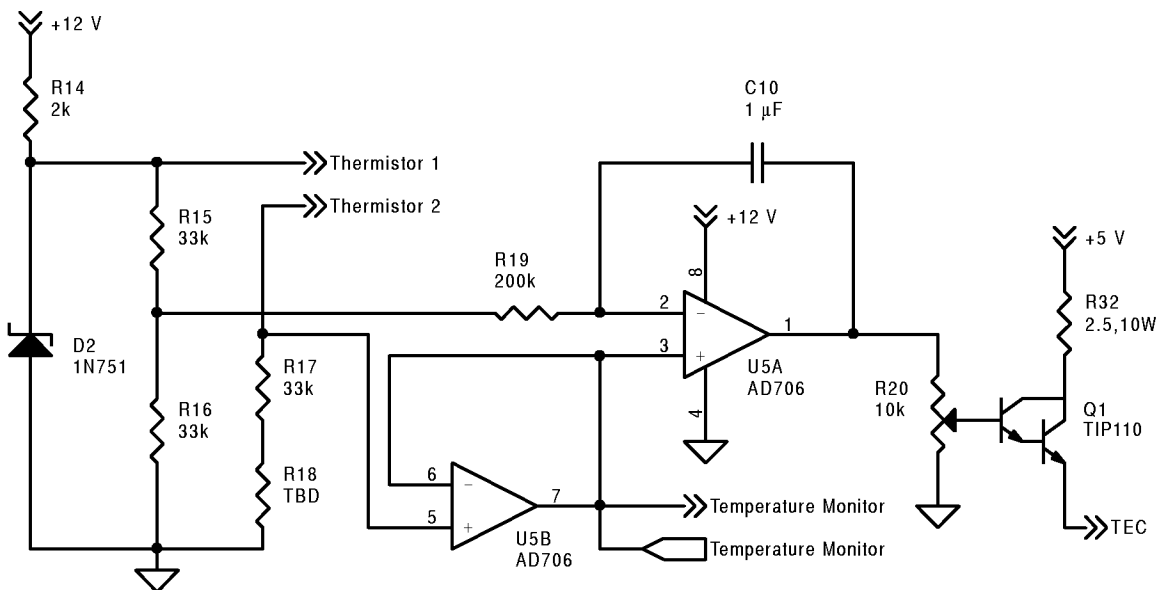 +12 V
R14
2k
C10
1 µF
Thermistor 1
Thermistor 2
R15
33k
+12 V
+5 V
R19
200k
8
R32
2.5,10W
2
−
1
3
+
D2
1N751
R17
33k
U5A
AD706
R20
10k
4
Q1
TIP110
R16
33k
R18
TBD
6
−
7
5
+
Temperature Monitor
TEC
U5B
AD706
Temperature Monitor